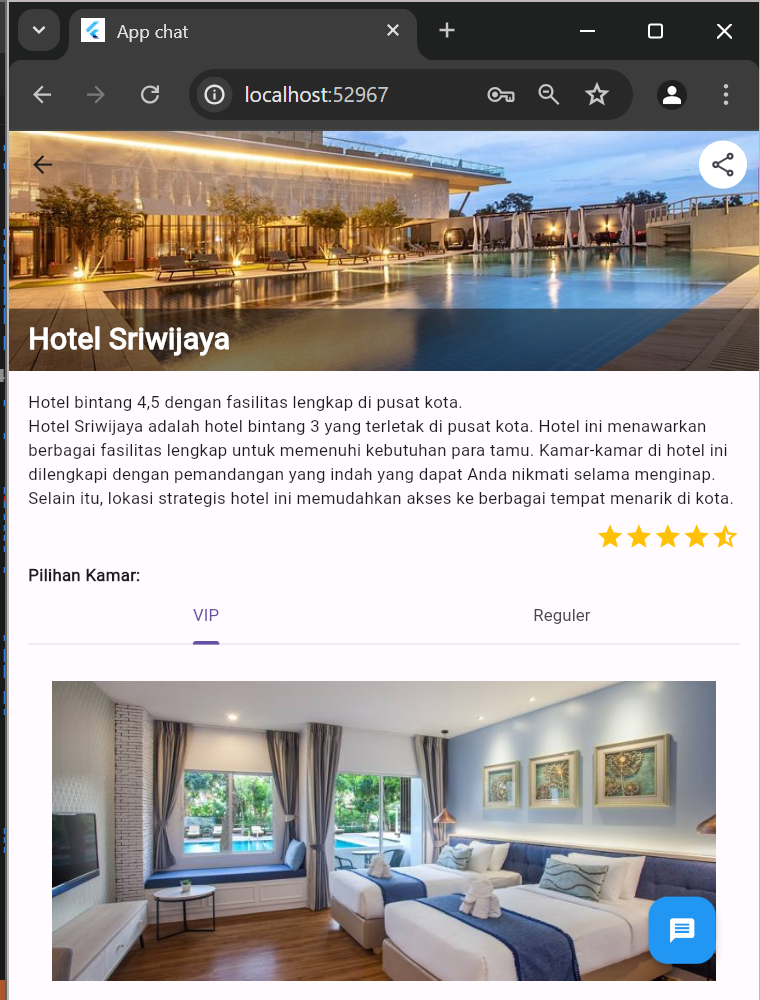 App chat
localhost:52967
Hotel Sriwijaya
Hotel bintang 4,5 dengan fasilitas lengkap di pusat kota.
Hotel Sriwijaya adalah hotel bintang 3 yang terletak di pusat kota. Hotel ini menawarkan
berbagai fasilitas lengkap untuk memenuhi kebutuhan para tamu. Kamar-kamar di hotel ini
dilengkapi dengan pemandangan yang indah yang dapat Anda nikmati selama menginap.
Selain itu, lokasi strategis hotel ini memudahkan akses ke berbagai tempat menarik di kota.
Pilihan Kamar:
VIP
Reguler